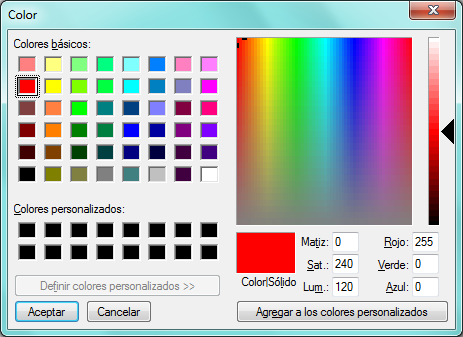 Color
Colores básicos:
Colores personalizados:
Definir colores personalizados >>
Aceptar
Cancelar
Color|Sólido
Matiz: 0
Sat.: 240
Lum.: 120
Rojo: 255
Verde: 0
Azul: 0
Agregar a los colores personalizados